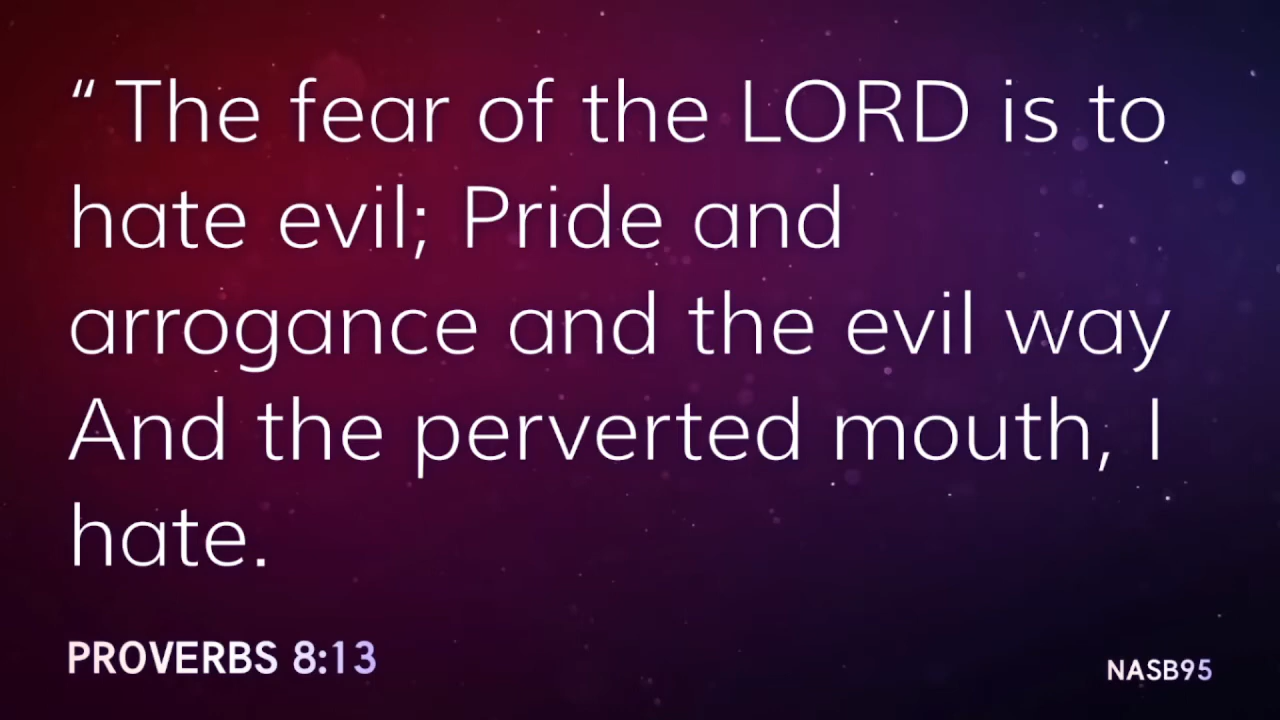 “ The fear of the LORD is to
hate evil; Pride and
arrogance and the evil way
And the perverted mouth, I
hate.
PROVERBS 8:13
NASB95